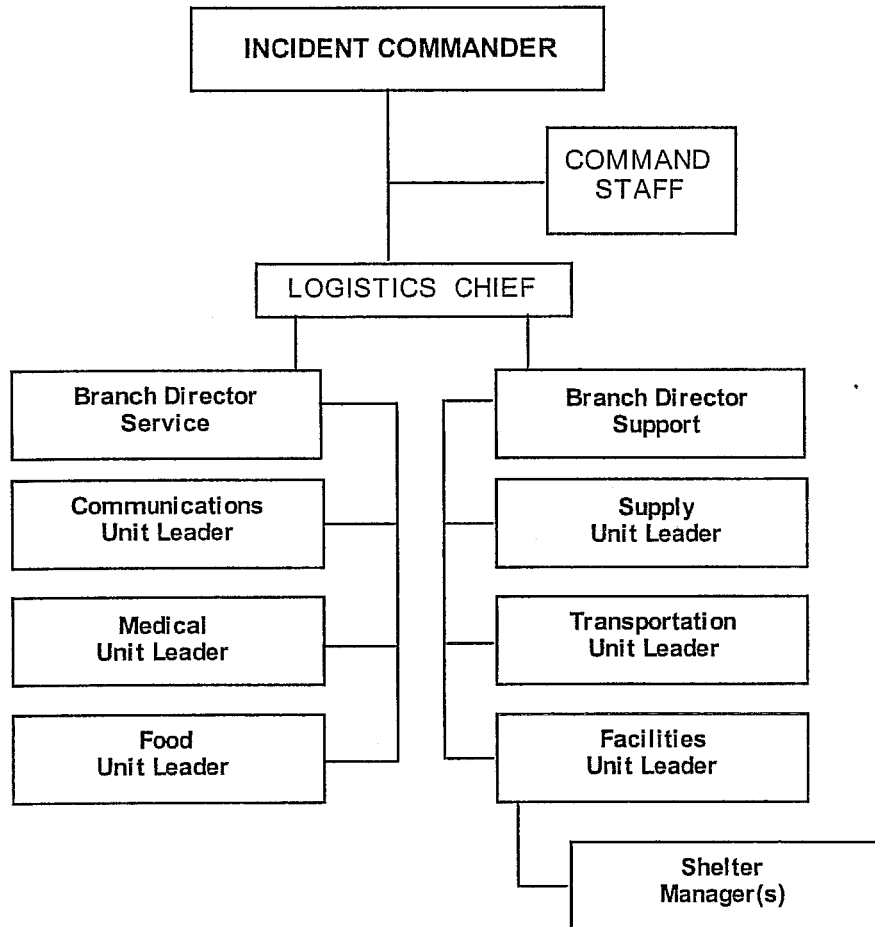 INCIDENT COMMANDER
COMMAND
STAFF
LOGISTICS CHIEF
Branch Director
Service
Branch Director
Support
Communications
Unit Leader
Supply
Unit Leader
Medical
Unit Leader
Transportation
Unit Leader
Food
Unit Leader
Facilities
Unit Leader
Shelter
Manager(s)